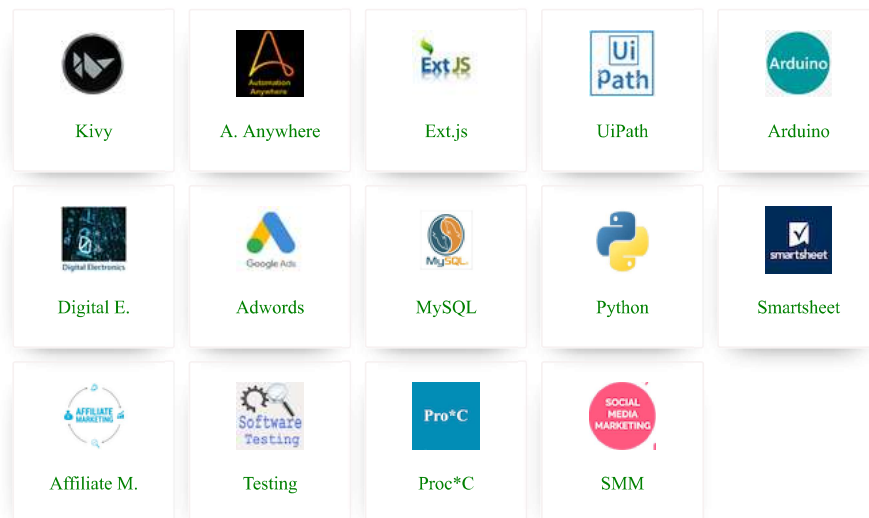 Automation
Anywhere
Ext JS
Ui
Path
Arduino
Kivy
A. Anywhere
Ext.js
UiPath
Arduino
Digital Electronics
Google Ads
MySQL
smartsheet
Digital E.
Adwords
MySQL
Python
Smartsheet
AFFILIATE
MARKETING
Software
Testing
Pro*C
SOCIAL
MEDIA
MARKETING
Affiliate M.
Testing
Proc*C
SMM